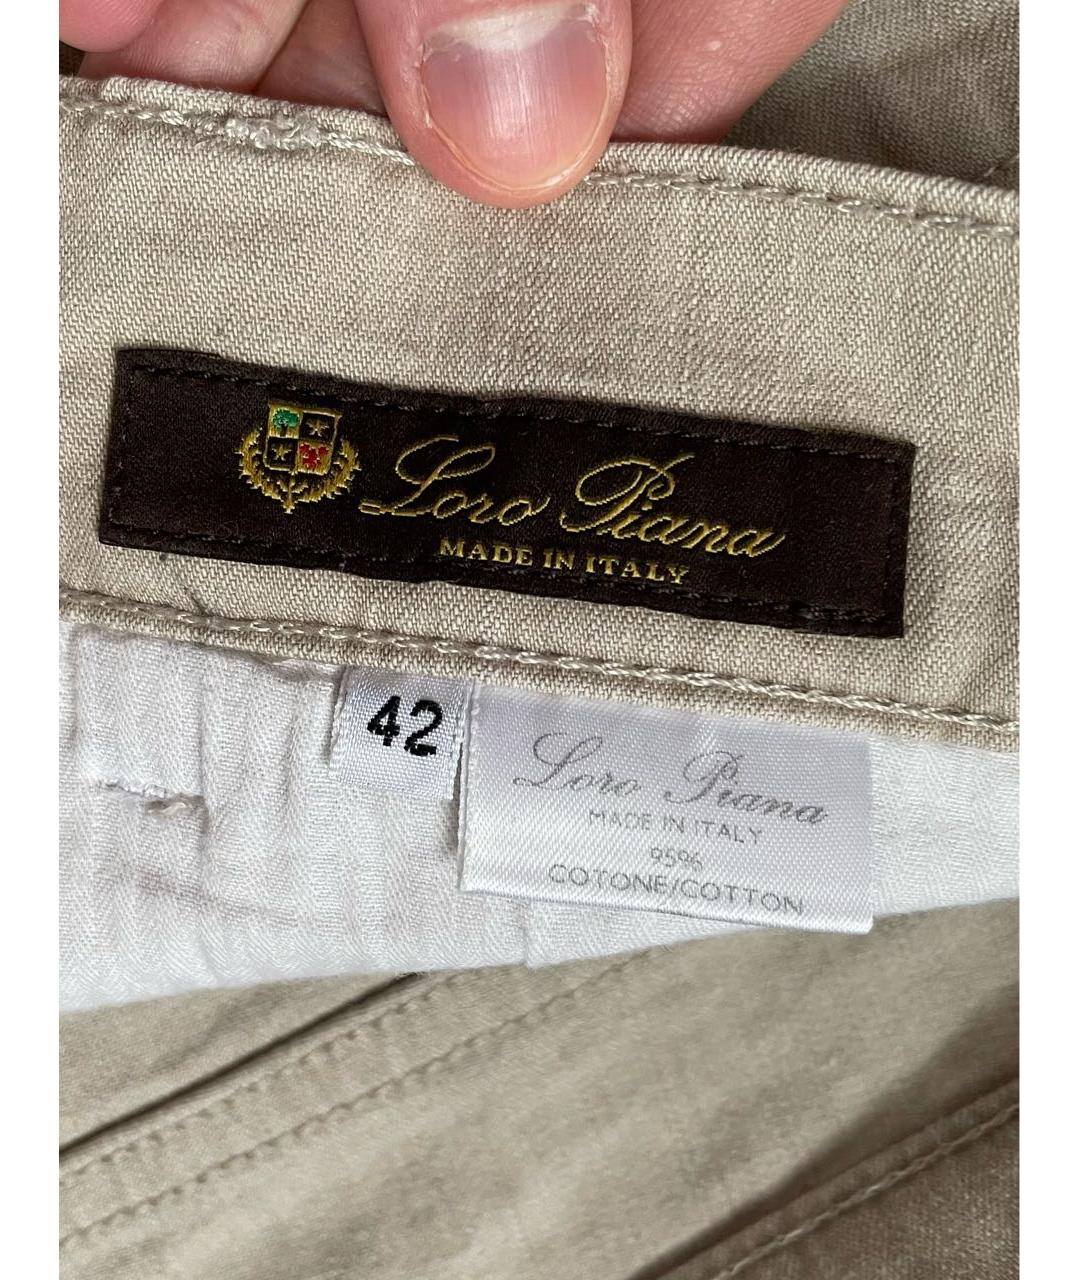 Loro Piana
MADE IN ITALY
42
Loro Piana
MADE IN ITALY
95%
COTONE/COTTON